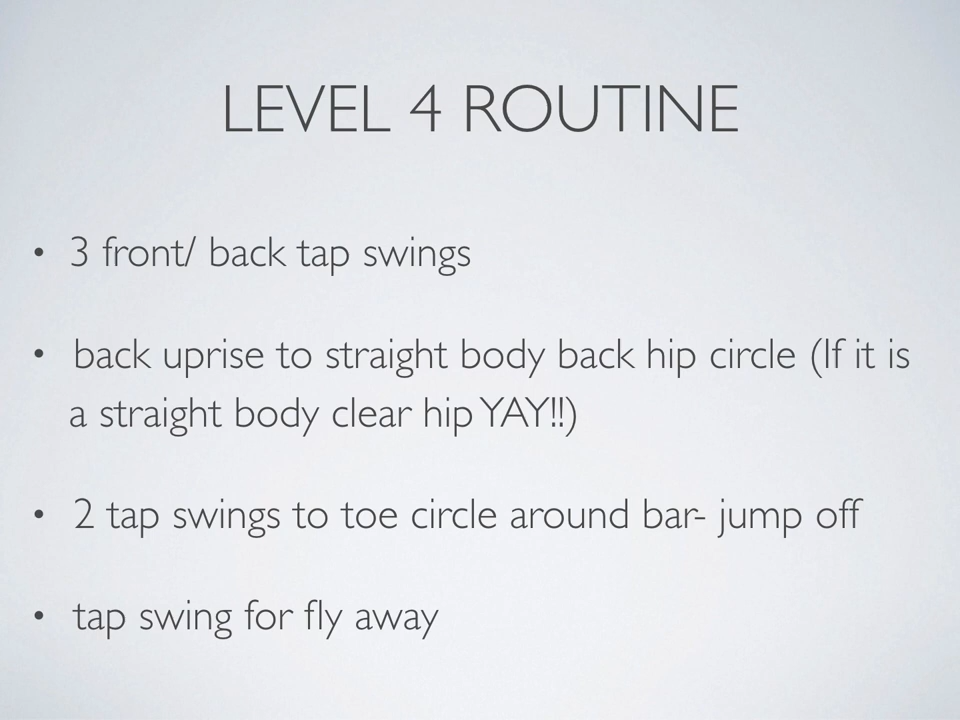 LEVEL 4 ROUTINE
• 3 front/ back tap swings
• back uprise to straight body back hip circle (If it is
a straight body clear hip YAY!!)
• 2 tap swings to toe circle around bar- jump off
• tap swing for fly away